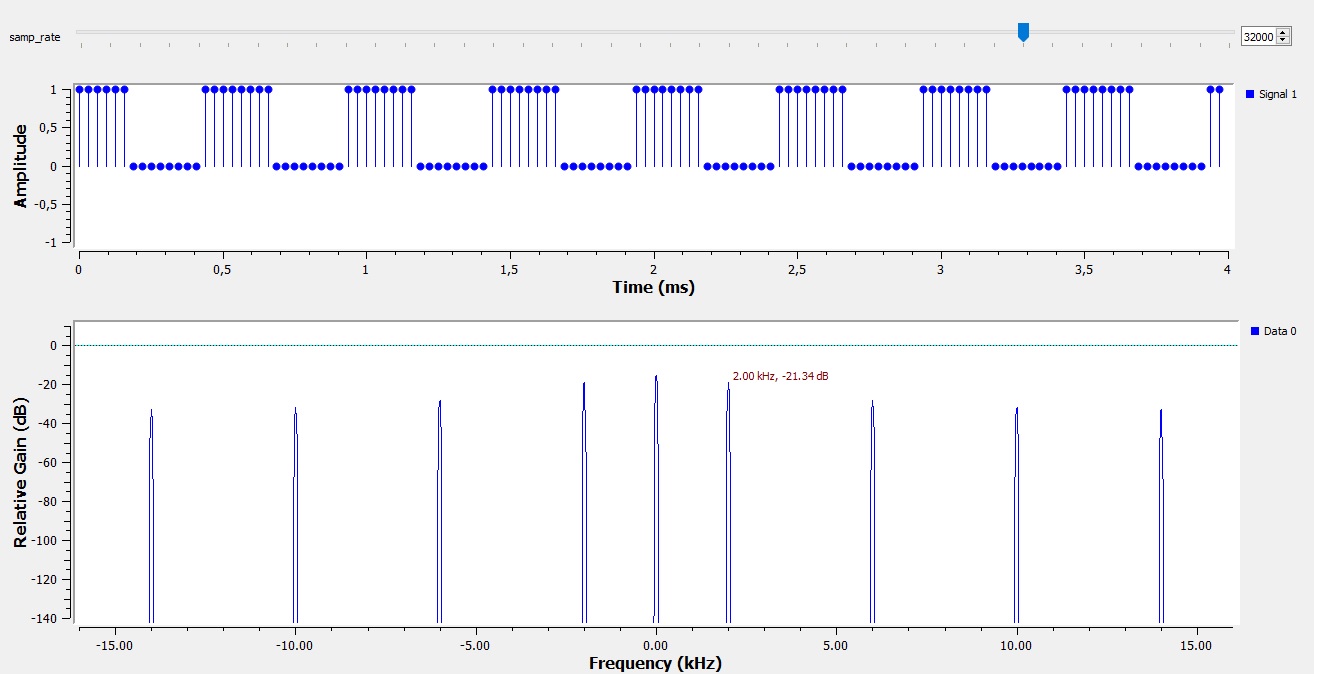 samp_rate
32000
1
0,5
0
-0,5
-1
Amplitude
Signal 1
0 0,5 1 1,5 2 2,5 3 3,5 4
Time (ms)
0
-20
-40
-60
-80
-100
-120
-140
Relative Gain (dB)
2.00 kHz, -21.34 dB
Data 0
-15.00 -10.00 -5.00 0.00 5.00 10.00 15.00
Frequency (kHz)